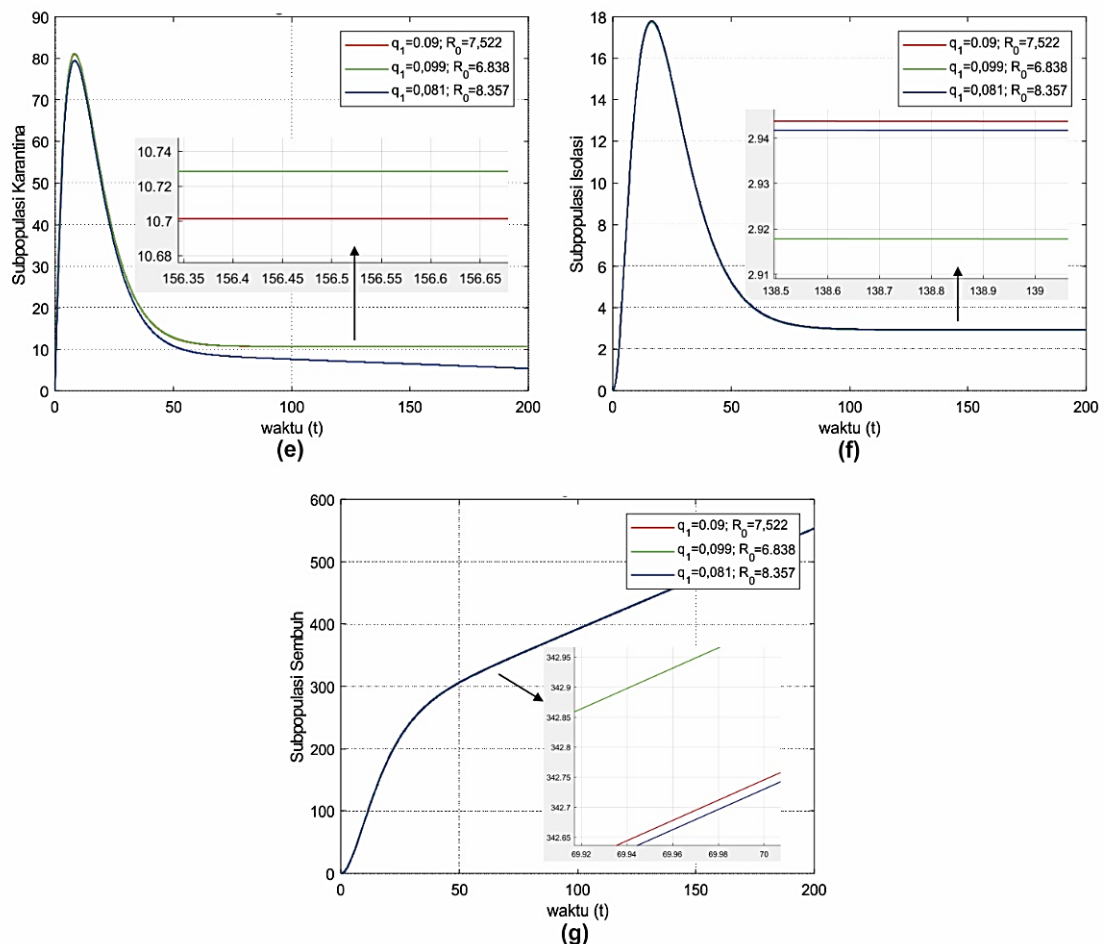 90
80
70
60
50
40
30
20
10
0
Subpopulasi Karantina
q1=0.09; R0=7,522
q1=0,099; R0=6.838
q1=0,081; R0=8.357
10.74
10.72
10.7
10.68
156.35 156.4 156.45 156.5 156.55 156.6 156.65
0 50 100 150 200
waktu (t)
(e)
18
16
14
12
10
8
6
4
2
0
Subpopulasi Isolasi
q1=0.09; R0=7,522
q1=0,099; R0=6.838
q1=0,081; R0=8.357
2.94
2.93
2.92
2.91
138.5 138.6 138.7 138.8 138.9 139
0 50 100 150 200
waktu (t)
(f)
600
500
400
300
200
100
0
Subpopulasi Sembuh
q1=0.09; R0=7,522
q1=0,099; R0=6.838
q1=0,081; R0=8.357
342.95
342.9
342.85
342.8
342.75
342.7
342.65
69.92 69.94 69.96 69.98 70
0 50 100 150 200
waktu (t)
(g)